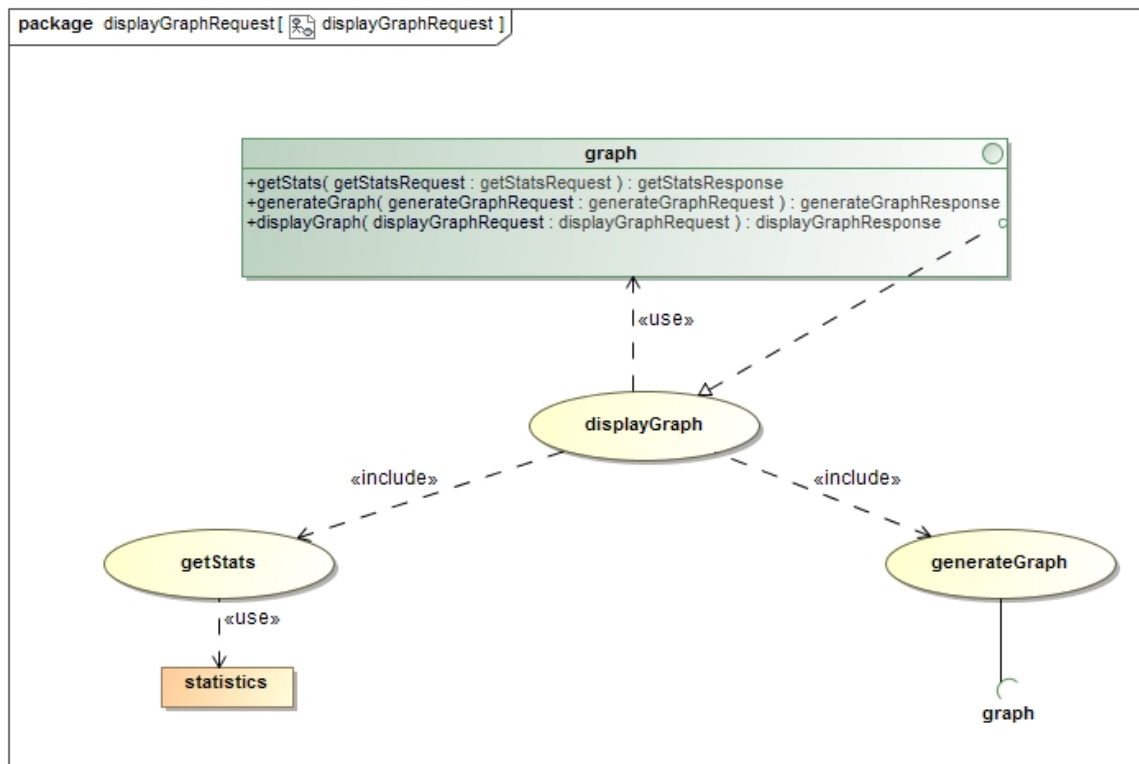 package displayGraphRequest[ displayGraphRequest ]
graph
+getStats( getStatsRequest : getStatsRequest ) : getStatsResponse
+generateGraph( generateGraphRequest : generateGraphRequest ) : generateGraphResponse
+displayGraph( displayGraphRequest : displayGraphRequest ) : displayGraphResponse
«use»
displayGraph
«include»
«include»
getStats
generateGraph
«use»
statistics
graph